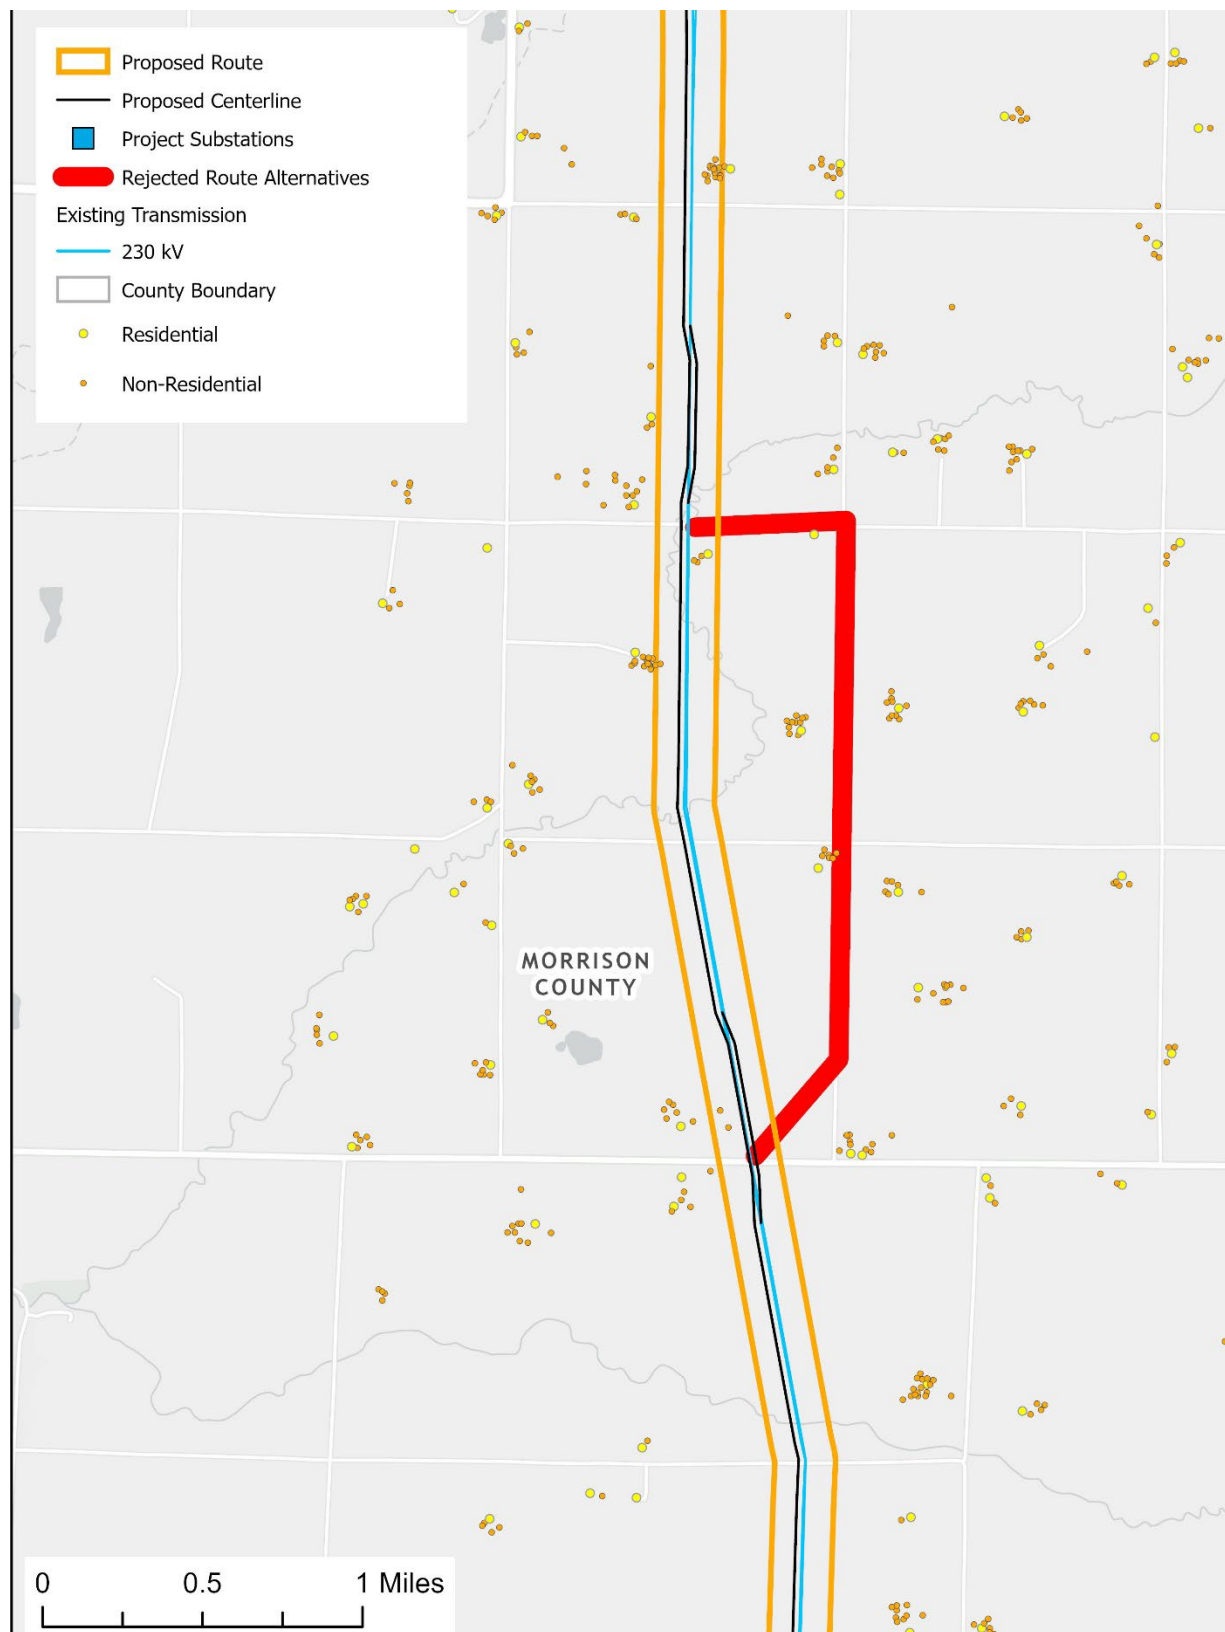 Proposed Route
Proposed Centerline
Project Substations
Rejected Route Alternatives
Existing Transmission
230 kV
County Boundary
Residential
Non-Residential
MORRISON
COUNTY
0 0.5 1 Miles